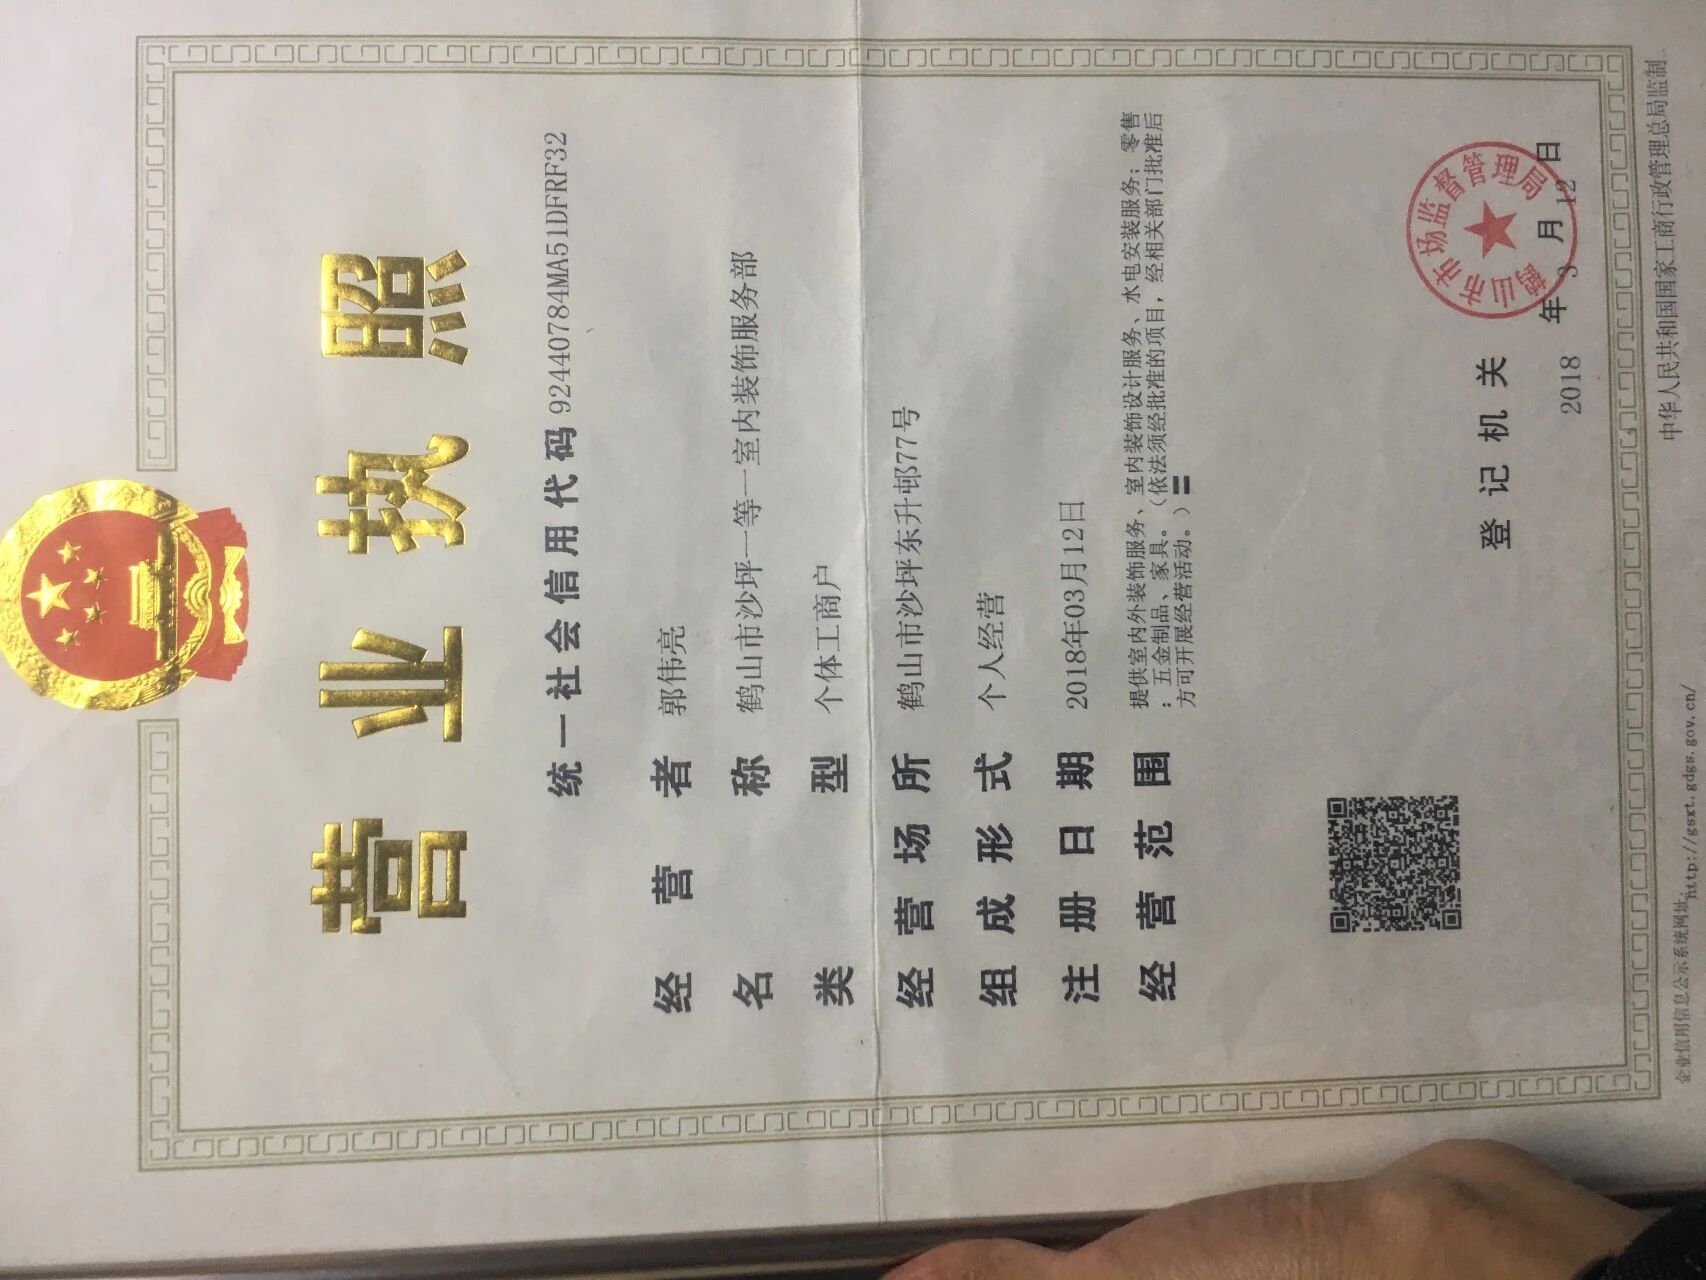 营业执照
统一社会信用代码 92440784MA51DFRF32
经营者 郭伟亮
名称 鹤山市沙坪一等一室内装饰服务部
类型 个体工商户
经营场所 鹤山市沙坪东升邨77号
组成形式 个人经营
注册日期 2018年03月12日
经营范围 提供室内外装饰服务、室内装饰设计服务、水电安装服务；零售
：五金制品、家具。（依法须经批准的项目，经相关部门批准后
方可开展经营活动。）
鹤山市市场监督管理局
登记机关
2018 年 3 月 12 日
企业信用信息公示系统网址: http://gsxt.gdgs.gov.cn/
中华人民共和国国家工商行政管理总局监制